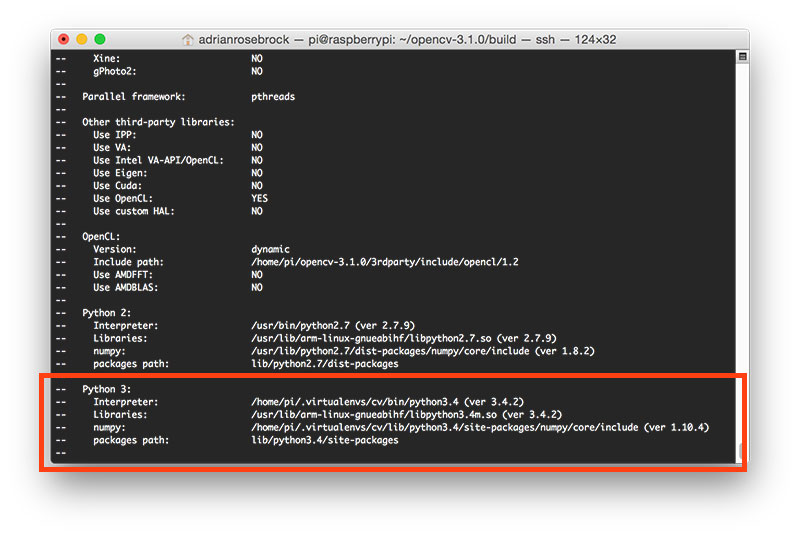 adrianrosebrock — pi@raspberrypi: ~/opencv-3.1.0/build — ssh — 124×32
-- Xine: NO
-- gPhoto2: NO
--
-- Parallel framework: pthreads
--
-- Other third-party libraries:
-- Use IPP: NO
-- Use VA: NO
-- Use Intel VA-API/OpenCL: NO
-- Use Eigen: NO
-- Use Cuda: NO
-- Use OpenCL: YES
-- Use custom HAL: NO
--
-- OpenCL:
-- Version: dynamic
-- Include path: /home/pi/opencv-3.1.0/3rdparty/include/opencl/1.2
-- Use AMDFFT: NO
-- Use AMDBLAS: NO
--
-- Python 2:
-- Interpreter: /usr/bin/python2.7 (ver 2.7.9)
-- Libraries: /usr/lib/arm-linux-gnueabihf/libpython2.7.so (ver 2.7.9)
-- numpy: /usr/lib/python2.7/dist-packages/numpy/core/include (ver 1.8.2)
-- packages path: lib/python2.7/dist-packages
--
-- Python 3:
-- Interpreter: /home/pi/.virtualenvs/cv/bin/python3.4 (ver 3.4.2)
-- Libraries: /usr/lib/arm-linux-gnueabihf/libpython3.4m.so (ver 3.4.2)
-- numpy: /home/pi/.virtualenvs/cv/lib/python3.4/site-packages/numpy/core/include (ver 1.10.4)
-- packages path: lib/python3.4/site-packages
--